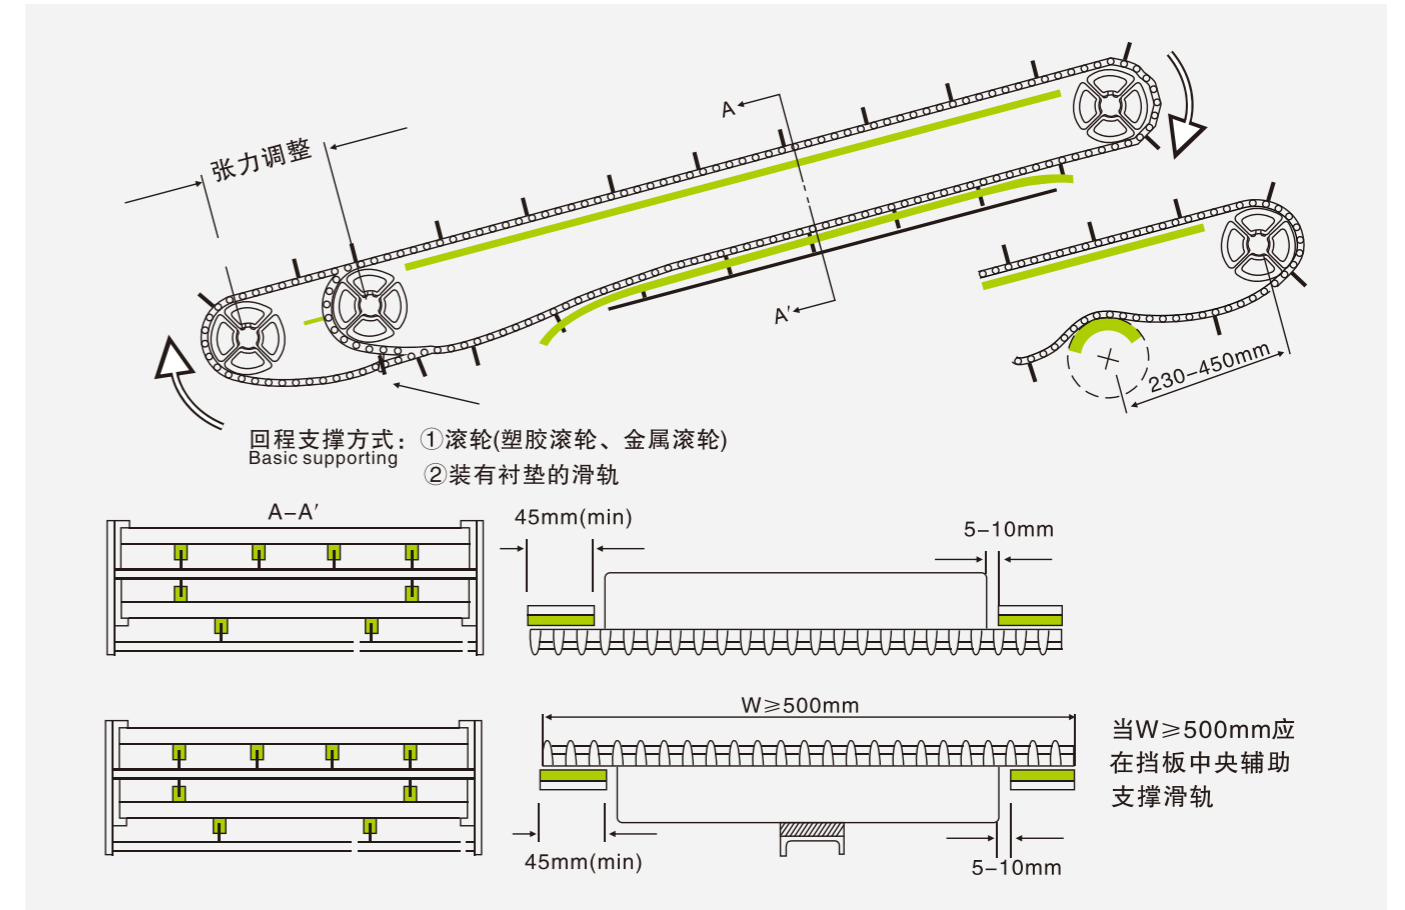 A
张力调整
A'
230-450mm
回程支撑方式：①滚轮(塑胶滚轮、金属滚轮)
Basic supporting
②装有衬垫的滑轨
A-A'
45mm(min)
5-10mm
W≥500mm
当W≥500mm应
在挡板中央辅助
支撑滑轨
45mm(min)
5-10mm